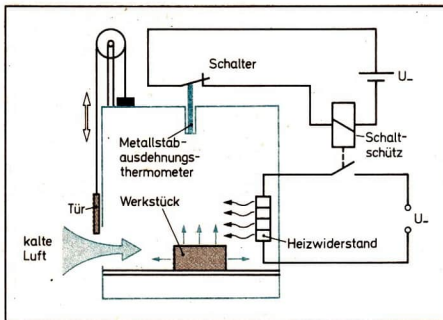 Schalter
U_
Metallstab-
ausdehnungs-
thermometer
Schalt-
schütz
Tür
Werkstück
kalte
Luft
Heizwiderstand
U_